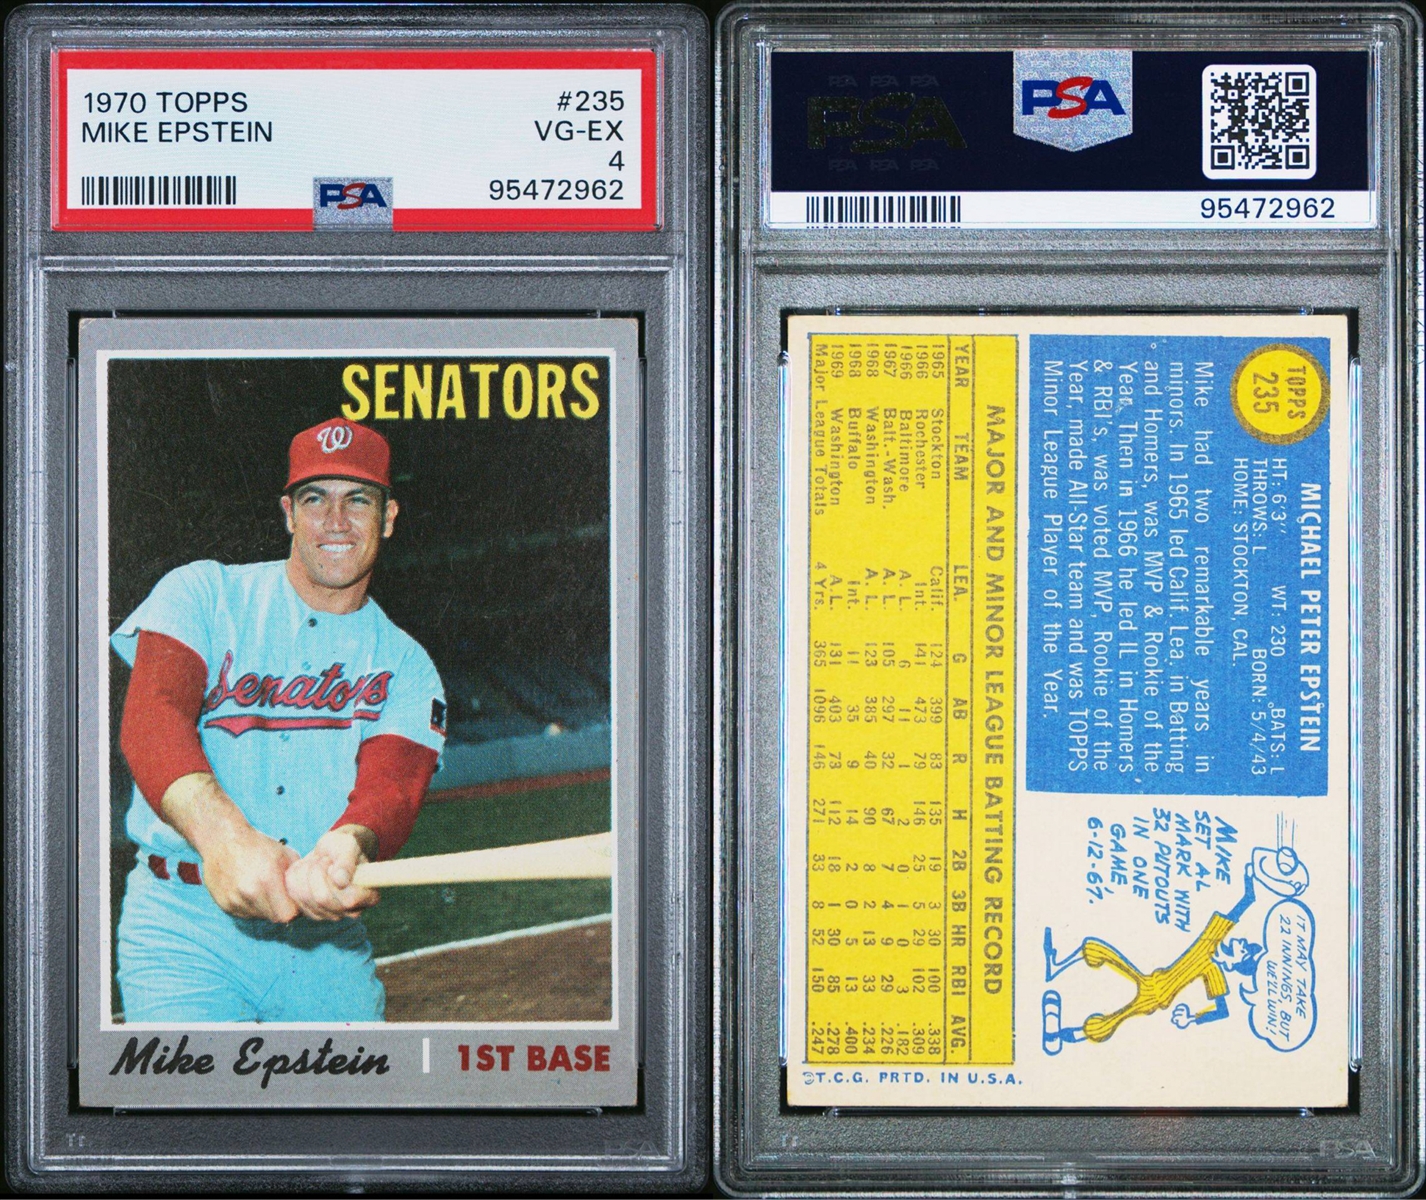 1970 TOPPS #235
MIKE EPSTEIN VG-EX
4
PSA 95472962
SENATORS
W
Senators
Mike Epstein | 1ST BASE
PSA
PSA PSA PSA
PSA
PSA PSA PSA
PSA
95472962
TOPPS
235
MICHAEL PETER EPSTEIN
HT: 6'3" WT. 230 BATS: L
THROWS: L BORN: 5/4/43
HOME: STOCKTON, CAL.
Mike had two remarkable years in
minors. In 1965 led Calif. Lea. in Batting
and Homers, was MVP & Rookie of the
Year. Then in 1966 he led IL in Homers
& RBI's, was voted MVP, Rookie of the
Year, made All-Star team and was TOPPS
Minor League Player of the Year.
IT MAY TAKE
22 INNINGS, BUT
WE'LL WIN!
MIKE
SET AL
MARK WITH
32 PUTOUTS
IN ONE
GAME,
6-12-67.
MAJOR AND MINOR LEAGUE BATTING RECORD
YEAR TEAM LEA. G AB R H 2B 3B HR RBI AVG.
1965 Stockton Calif. 124 399 83 135 19 3 30 100 .338
1966 Rochester Int. 141 473 79 146 25 5 29 102 .309
1966 Baltimore A. L. 6 11 1 2 0 1 0 3 .182
1967 Balt.-Wash. A. L. 105 297 32 67 7 4 9 29 .226
1968 Washington A. L. 123 385 40 90 8 2 13 33 .234
1968 Buffalo Int. 11 35 9 14 2 0 5 13 .400
1969 Washington A. L. 131 403 73 112 18 1 30 85 .278
Major League Totals 4 Yrs. 365 1096 146 271 33 8 52 150 .247
©T.C.G. PRTD. IN U.S.A.
PSA